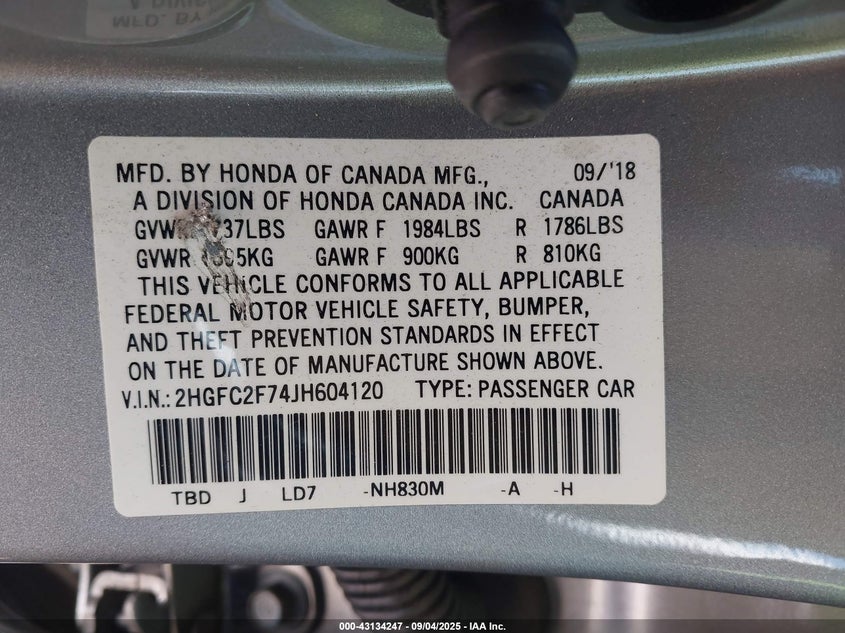 MFD. BY HONDA OF CANADA MFG., 09/'18
A DIVISION OF HONDA CANADA INC. CANADA
37LBS GAWR F 1984LBS R 1786LBS
GVWR GAWR F 900KG R 810KG
THIS VEHICLE CONFORMS TO ALL APPLICABLE
FEDERAL MOTOR VEHICLE SAFETY, BUMPER,
AND THEFT PREVENTION STANDARDS IN EFFECT
ON THE DATE OF MANUFACTURE SHOWN ABOVE.
V.I.N.: 2HGFC2F74JH604120 TYPE: PASSENGER CAR
TBD J LD7 -NH830M -A -H
000-43134247 - 09/04/2025 - IAA Inc.